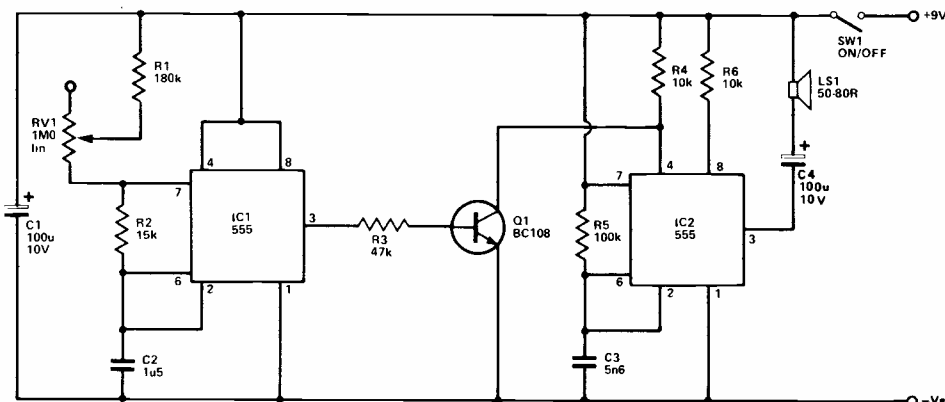 +9V
SW1
ON/OFF
R1
180k
R4
10k
R6
10k
LS1
50-80R
RV1
1M0
lin
4
8
+
C4
100u
10V
4
8
7
7
+
C1
100u
10V
R2
15k
IC1
555
3
R3
47k
Q1
BC108
R5
100k
IC2
555
3
6
2
1
6
2
1
C2
1u5
C3
5n6